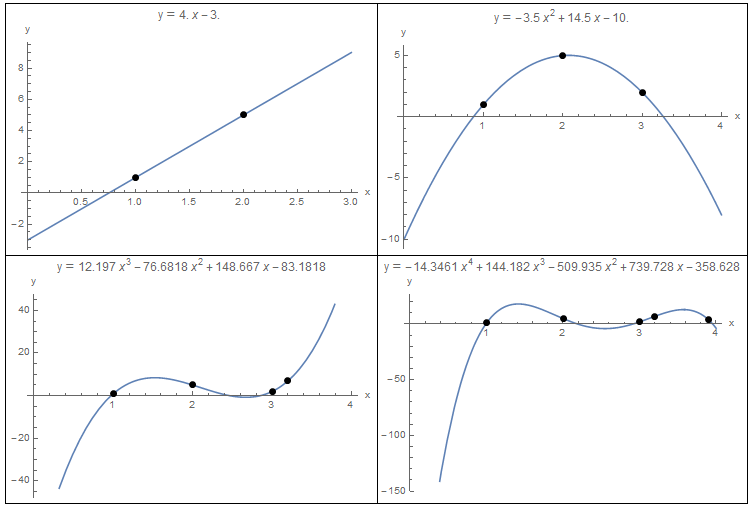 y = 4. x − 3.
y
8
6
4
2
−2
0.5 1.0 1.5 2.0 2.5 3.0 x
y = −3.5 x² + 14.5 x − 10.
y
5
−5
−10
1 2 3 4 x
y = 12.197 x³ − 76.6818 x² + 148.667 x − 83.1818
y
40
20
−20
−40
1 2 3 4 x
y = −14.3461 x⁴ + 144.182 x³ − 509.935 x² + 739.728 x − 358.628
y
−50
−100
−150
1 2 3 4 x